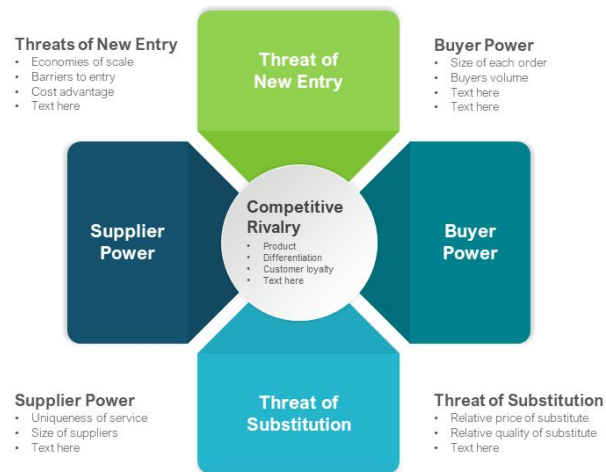 Threats of New Entry
• Economies of scale
• Barriers to entry
• Cost advantage
• Text here
Threat of
New Entry
Buyer Power
• Size of each order
• Buyers volume
• Text here
• Text here
Supplier
Power
Competitive
Rivalry
• Product
• Differentiation
• Customer loyalty
• Text here
Buyer
Power
Supplier Power
• Uniqueness of service
• Size of suppliers
• Text here
Threat of
Substitution
Threat of Substitution
• Relative price of substitute
• Relative quality of substitute
• Text here